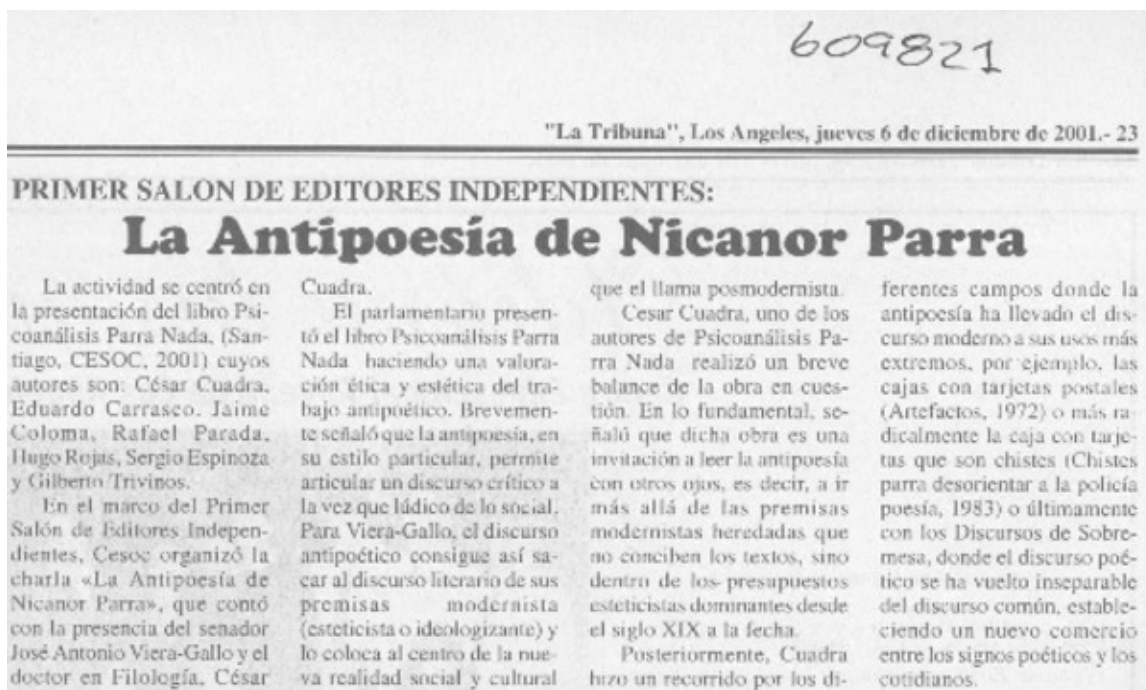 609821
"La Tribuna", Los Angeles, jueves 6 de diciembre de 2001.- 23
PRIMER SALON DE EDITORES INDEPENDIENTES:
La Antipoesía de Nicanor Parra
La actividad se centró en
la presentación del libro Psi-
coanálisis Parra Nada, (San-
tiago, CESOC, 2001) cuyos
autores son: César Cuadra,
Eduardo Carrasco, Jaime
Coloma, Rafael Parada,
Hugo Rojas, Sergio Espinoza
y Gilberto Trivinos.
En el marco del Primer
Salón de Editores Indepen-
dientes, Cesoc organizó la
charla «La Antipoesía de
Nicanor Parra», que contó
con la presencia del senador
José Antonio Viera-Gallo y el
doctor en Filología, César
Cuadra.
El parlamentario presen-
tó el libro Psicoanálisis Parra
Nada haciendo una valora-
ción ética y estética del tra-
bajo antipoético. Brevemen-
te señaló que la antipoesía, en
su estilo particular, permite
articular un discurso crítico a
la vez que lúdico de lo social.
Para Viera-Gallo, el discurso
antipoético consigue así sa-
car al discurso literario de sus
premisas modernista
(esteticista o ideologizante) y
lo coloca al centro de la nue-
va realidad social y cultural
que el llama posmodernista.
Cesar Cuadra, uno de los
autores de Psicoanálisis Pa-
rra Nada realizó un breve
balance de la obra en cues-
tión. En lo fundamental, se-
ñaló que dicha obra es una
invitación a leer la antipoesía
con otros ojos, es decir, a ir
más allá de las premisas
modernistas heredadas que
no conciben los textos, sino
dentro de los presupuestos
esteticistas dominantes desde
el siglo XIX a la fecha.
Posteriormente, Cuadra
hizo un recorrido por los di-
ferentes campos donde la
antipoesía ha llevado el dis-
curso moderno a sus usos más
extremos, por ejemplo, las
cajas con tarjetas postales
(Artefactos, 1972) o más ra-
dicalmente la caja con tarje-
tas que son chistes (Chistes
parra desorientar a la policía
poesía, 1983) o últimamente
con los Discursos de Sobre-
mesa, donde el discurso poé-
tico se ha vuelto inseparable
del discurso común, estable-
ciendo un nuevo comercio
entre los signos poéticos y los
cotidianos.